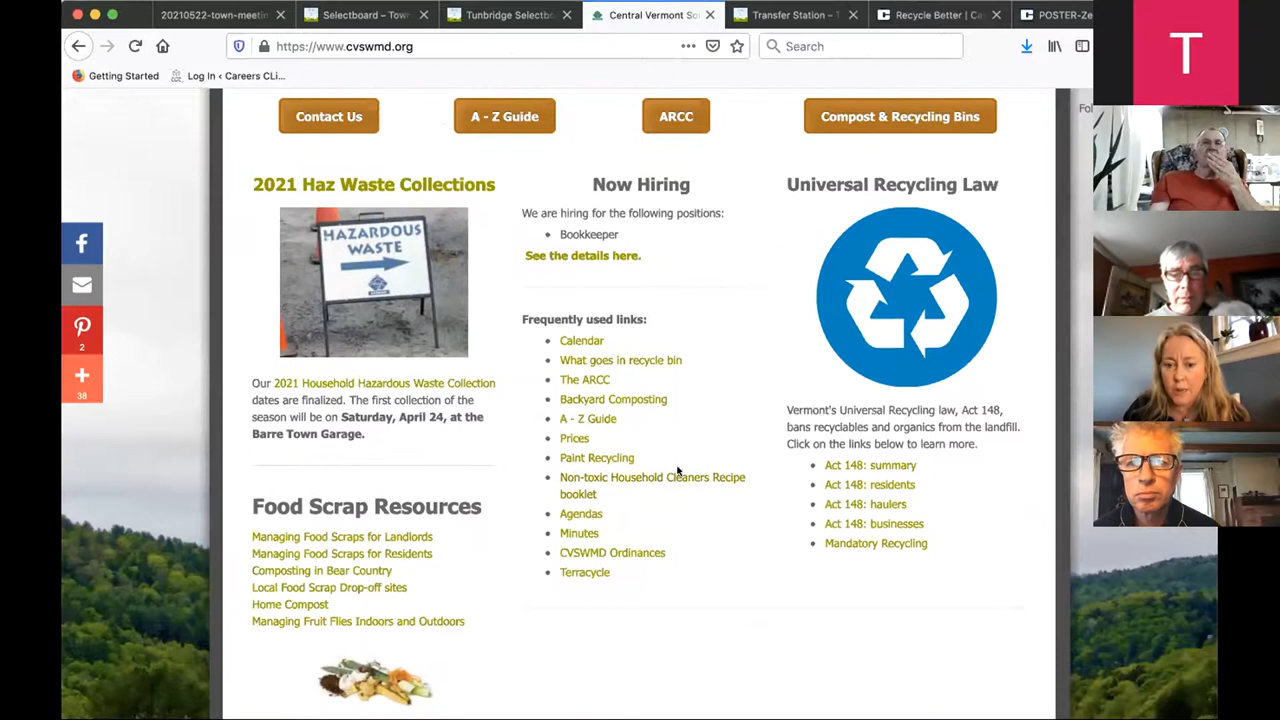 20210522-town-meeti
Selectboard – Tow
Tunbridge Selectbo
Central Vermont So
Transfer Station – T
Recycle Better | Ca
POSTER-Ze
https://www.cvswmd.org
Search
Getting Started
Log In ‹ Careers CLi...
T
Contact Us
A - Z Guide
ARCC
Compost & Recycling Bins
Fol
2021 Haz Waste Collections
HAZARDOUS
WASTE
Our 2021 Household Hazardous Waste Collection
dates are finalized. The first collection of the
season will be on Saturday, April 24, at the
Barre Town Garage.
Food Scrap Resources
Managing Food Scraps for Landlords
Managing Food Scraps for Residents
Composting in Bear Country
Local Food Scrap Drop-off sites
Home Compost
Managing Fruit Flies Indoors and Outdoors
Now Hiring
We are hiring for the following positions:
Bookkeeper
See the details here.
Frequently used links:
Calendar
What goes in recycle bin
The ARCC
Backyard Composting
A - Z Guide
Prices
Paint Recycling
Non-toxic Household Cleaners Recipe
booklet
Agendas
Minutes
CVSWMD Ordinances
Terracycle
Universal Recycling Law
Vermont's Universal Recycling law, Act 148,
bans recyclables and organics from the landfill.
Click on the links below to learn more.
Act 148: summary
Act 148: residents
Act 148: haulers
Act 148: businesses
Mandatory Recycling
2
38